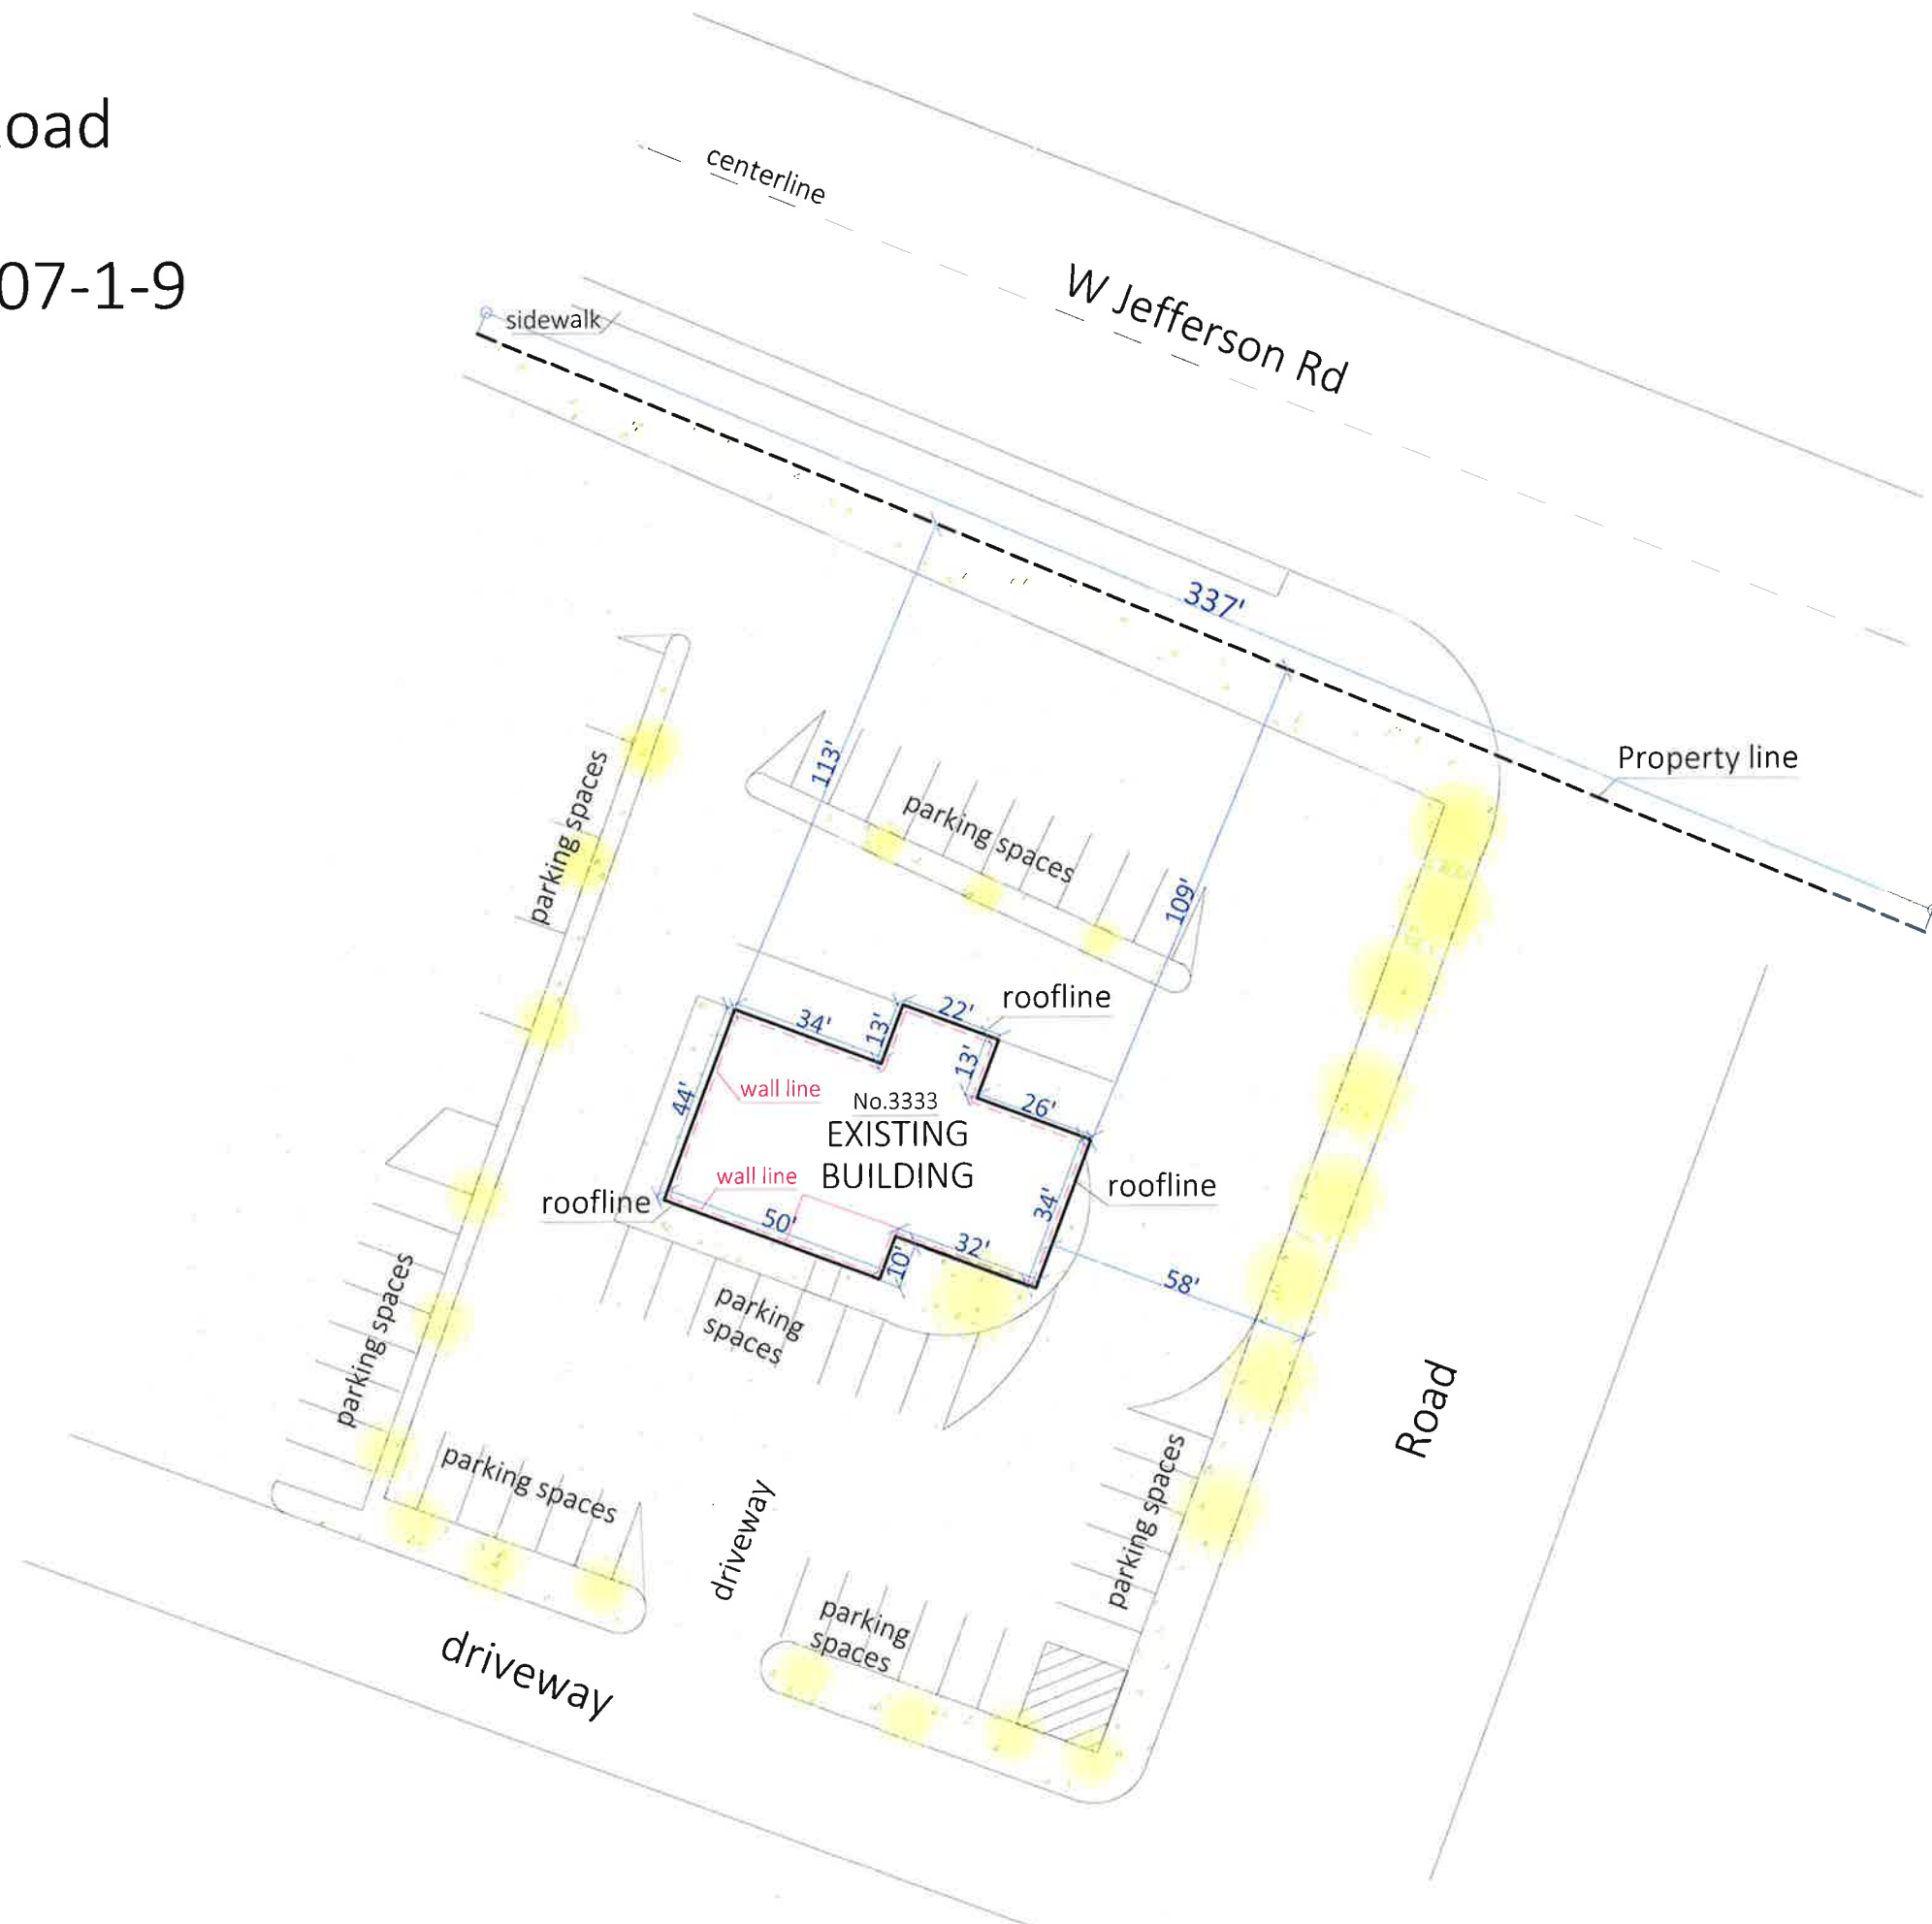 oad
07-1-9
centerline
W Jefferson Rd
sidewalk
337'
Property line
113'
parking spaces
parking spaces
109'
roofline
22'
34'
13'
13'
26'
wall line
44'
No.3333
EXISTING
BUILDING
wall line
roofline
roofline
34'
50'
32'
10'
58'
parking
spaces
parking spaces
Road
parking spaces
parking spaces
driveway
parking
spaces
driveway